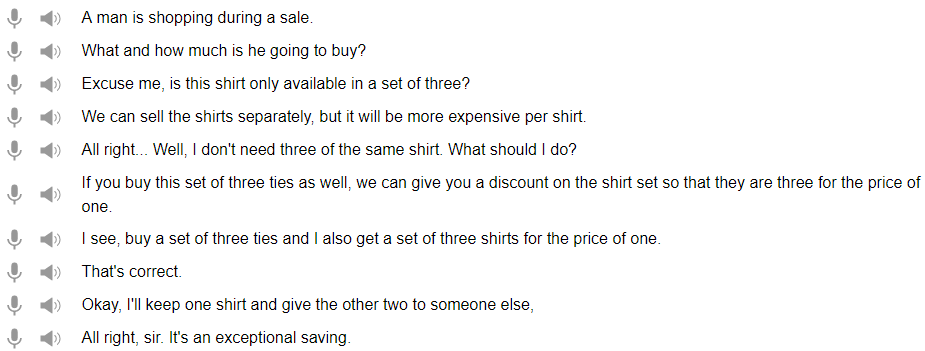 A man is shopping during a sale.
What and how much is he going to buy?
Excuse me, is this shirt only available in a set of three?
We can sell the shirts separately, but it will be more expensive per shirt.
All right... Well, I don't need three of the same shirt. What should I do?
If you buy this set of three ties as well, we can give you a discount on the shirt set so that they are three for the price of
one.
I see, buy a set of three ties and I also get a set of three shirts for the price of one.
That's correct.
Okay, I'll keep one shirt and give the other two to someone else,
All right, sir. It's an exceptional saving.